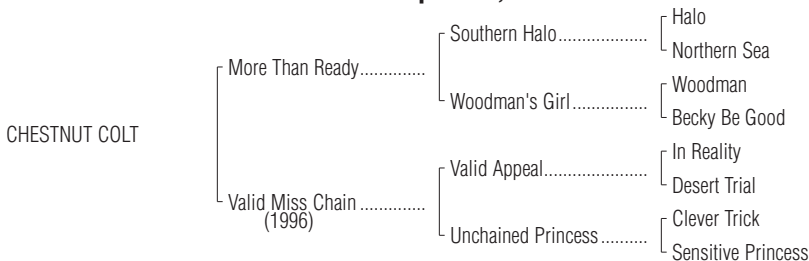 Halo
Southern Halo...................
Northern Sea
More Than Ready..............
Woodman
Woodman's Girl................
Becky Be Good
CHESTNUT COLT
In Reality
Valid Appeal......................
Desert Trial
Valid Miss Chain..............
(1996)
Clever Trick
Unchained Princess..........
Sensitive Princess